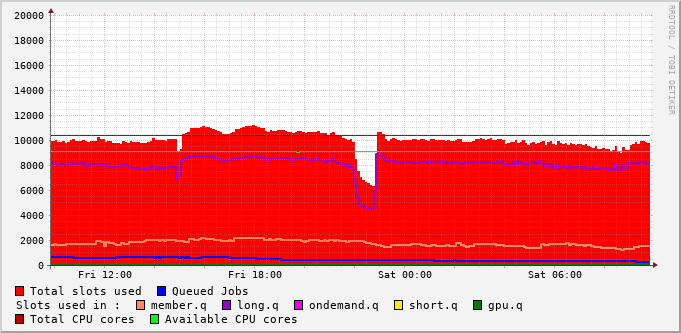 20000
18000
16000
14000
12000
10000
8000
6000
4000
2000
0
Fri 12:00 Fri 18:00 Sat 00:00 Sat 06:00
Total slots used Queued Jobs
Slots used in : member.q long.q ondemand.q short.q gpu.q
Total CPU cores Available CPU cores
RRDTOOL / TOBI OETIKER